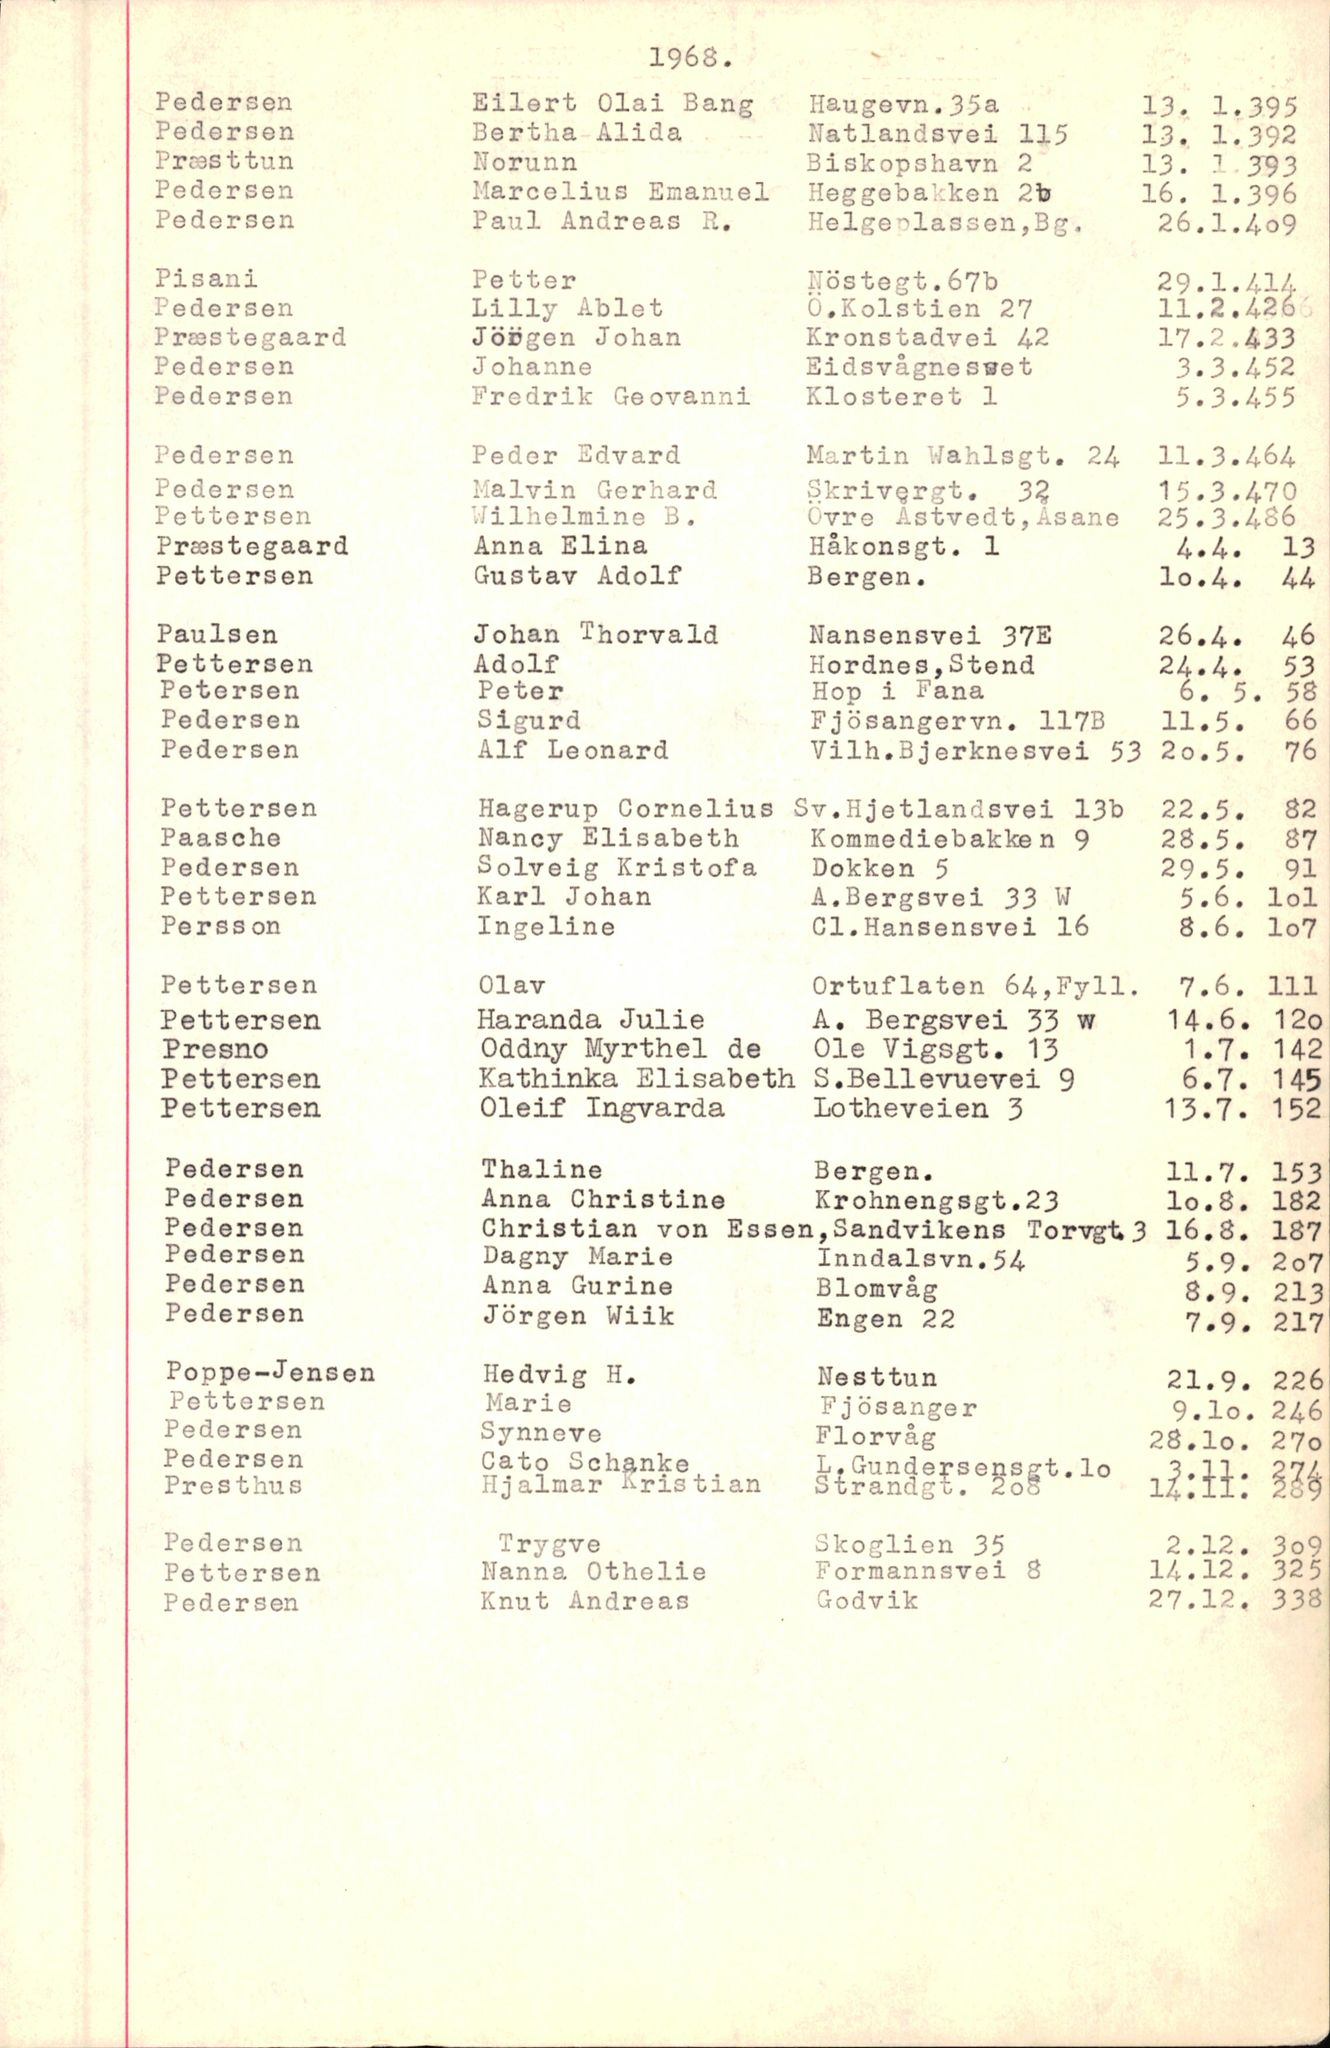 1968.
Pedersen Eilert Olai Bang Haugevn.35a 13. 1.395
Pedersen Bertha Alida Natlandsvei 115 13. 1.392
Præsttun Norunn Biskopshavn 2 13. 1.393
Pedersen Marcelius Emanuel Heggebakken 2b 16. 1.396
Pedersen Paul Andreas R. Helgeplassen,Bg. 26.1.4o9
Pisani Petter Nöstegt.67b 29.1.414
Pedersen Lilly Ablet Ö.Kolstien 27 11.2.426
Præstegaard Jörgen Johan Kronstadvei 42 17.2.433
Pedersen Johanne Eidsvågneset 3.3.452
Pedersen Fredrik Geovanni Klosteret 1 5.3.455
Pedersen Peder Edvard Martin Wahlsgt. 24 11.3.464
Pedersen Malvin Gerhard Skrivergt. 32 15.3.470
Pettersen Wilhelmine B. Övre Åstvedt,Åsane 25.3.486
Præstegaard Anna Elina Håkonsgt. 1 4.4. 13
Pettersen Gustav Adolf Bergen. lo.4. 44
Paulsen Johan Thorvald Nansensvei 37E 26.4. 46
Pettersen Adolf Hordnes,Stend 24.4. 53
Petersen Peter Hop i Fana 6. 5. 58
Pedersen Sigurd Fjösangervn. 117B 11.5. 66
Pedersen Alf Leonard Vilh.Bjerknesvei 53 2o.5. 76
Pettersen Hagerup Cornelius Sv.Hjetlandsvei 13b 22.5. 82
Paasche Nancy Elisabeth Kommediebakken 9 28.5. 87
Pedersen Solveig Kristofa Dokken 5 29.5. 91
Pettersen Karl Johan A.Bergsvei 33 W 5.6. lol
Persson Ingeline Cl.Hansensvei 16 8.6. lo7
Pettersen Olav Ortuflaten 64,Fyll. 7.6. 111
Pettersen Haranda Julie A. Bergsvei 33 w 14.6. 12o
Presno Oddny Myrthel de Ole Vigsgt. 13 1.7. 142
Pettersen Kathinka Elisabeth S.Bellevuevei 9 6.7. 145
Pettersen Oleif Ingvarda Lotheveien 3 13.7. 152
Pedersen Thaline Bergen. 11.7. 153
Pedersen Anna Christine Krohnengsgt.23 lo.8. 182
Pedersen Christian von Essen,Sandvikens Torvgt.3 16.8. 187
Pedersen Dagny Marie Inndalsvn.54 5.9. 2o7
Pedersen Anna Gurine Blomvåg 8.9. 213
Pedersen Jörgen Wiik Engen 22 7.9. 217
Poppe-Jensen Hedvig H. Nesttun 21.9. 226
Pettersen Marie Fjösanger 9.lo. 246
Pedersen Synneve Florvåg 28.lo. 27o
Pedersen Cato Schanke L.Gundersensgt.lo 3.11. 274
Presthus Hjalmar Kristian Strandgt. 2o8 14.11. 289
Pedersen Trygve Skoglien 35 2.12. 3o9
Pettersen Nanna Othelie Formannsvei 8 14.12. 325
Pedersen Knut Andreas Godvik 27.12. 338